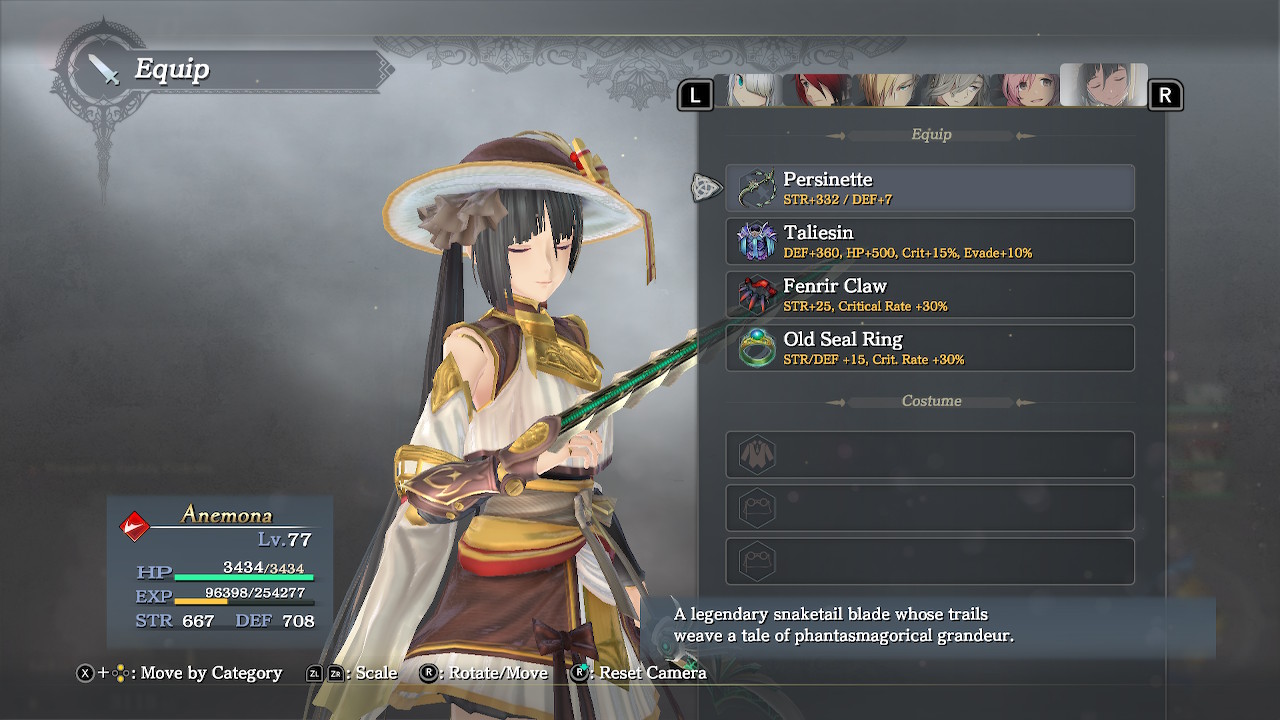 Equip
L
R
Equip
Persinette
STR+332 / DEF+7
Taliesin
DEF+360, HP+500, Crit+15%, Evade+10%
Fenrir Claw
STR+25, Critical Rate +30%
Old Seal Ring
STR/DEF +15, Crit. Rate +30%
Costume
Anemona
Lv.77
HP 3434/3434
EXP 96398/254277
STR 667 DEF 708
A legendary snaketail blade whose trails
weave a tale of phantasmagorical grandeur.
X+: Move by Category ZL ZR: Scale R: Rotate/Move R: Reset Camera